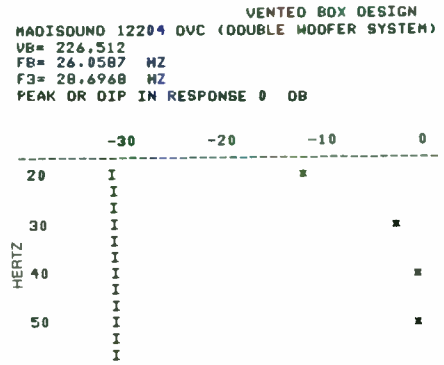 VENTED BOX DESIGN
MADISOUND 12204 DVC (DOUBLE WOOFER SYSTEM)
VB= 226.512
FB= 26.0587 HZ
F3= 28.6968 HZ
PEAK OR DIP IN RESPONSE 0 DB
-30 -20 -10 0
--------------------------------------------
20 I *
I
I
30 I *
I
I
40 I *
I
I
50 I *
I
I
HERTZ